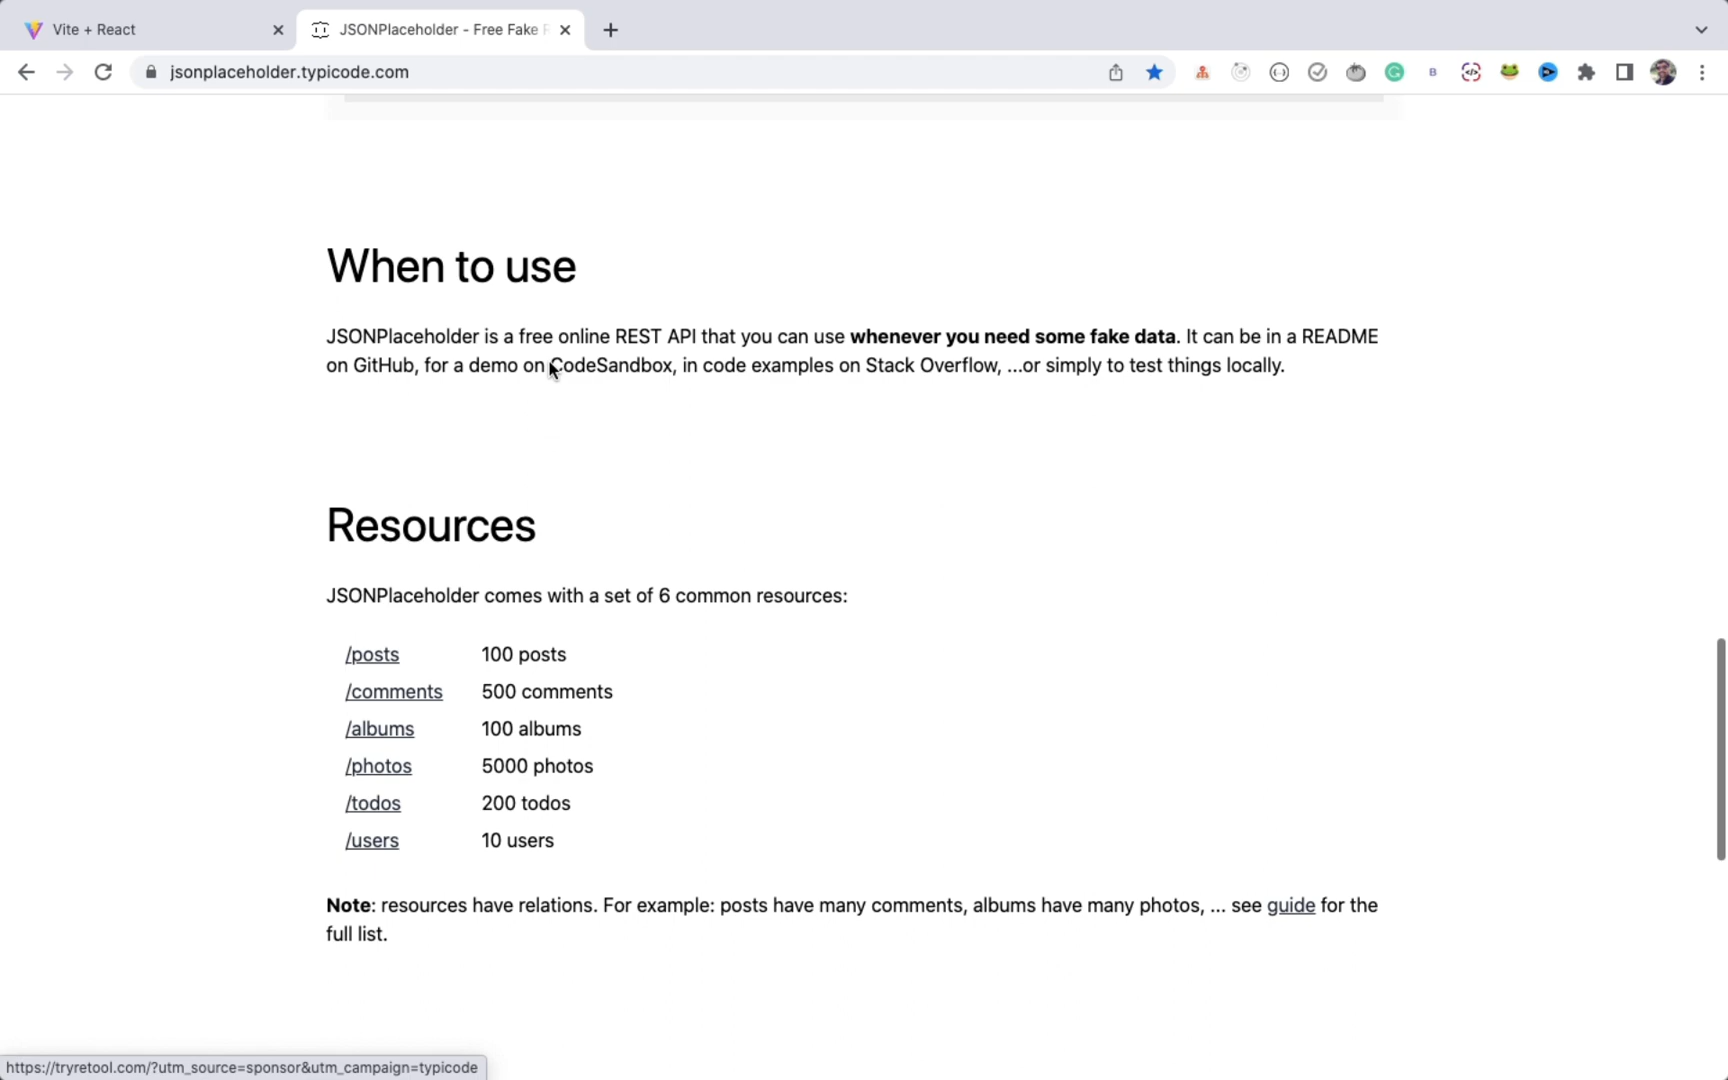 Vite + React
JSONPlaceholder - Free Fake R
jsonplaceholder.typicode.com
When to use
JSONPlaceholder is a free online REST API that you can use whenever you need some fake data. It can be in a README
on GitHub, for a demo on CodeSandbox, in code examples on Stack Overflow, ...or simply to test things locally.
Resources
JSONPlaceholder comes with a set of 6 common resources:
/posts 100 posts
/comments 500 comments
/albums 100 albums
/photos 5000 photos
/todos 200 todos
/users 10 users
Note: resources have relations. For example: posts have many comments, albums have many photos, ... see guide for the
full list.
https://tryretool.com/?utm_source=sponsor&utm_campaign=typicode